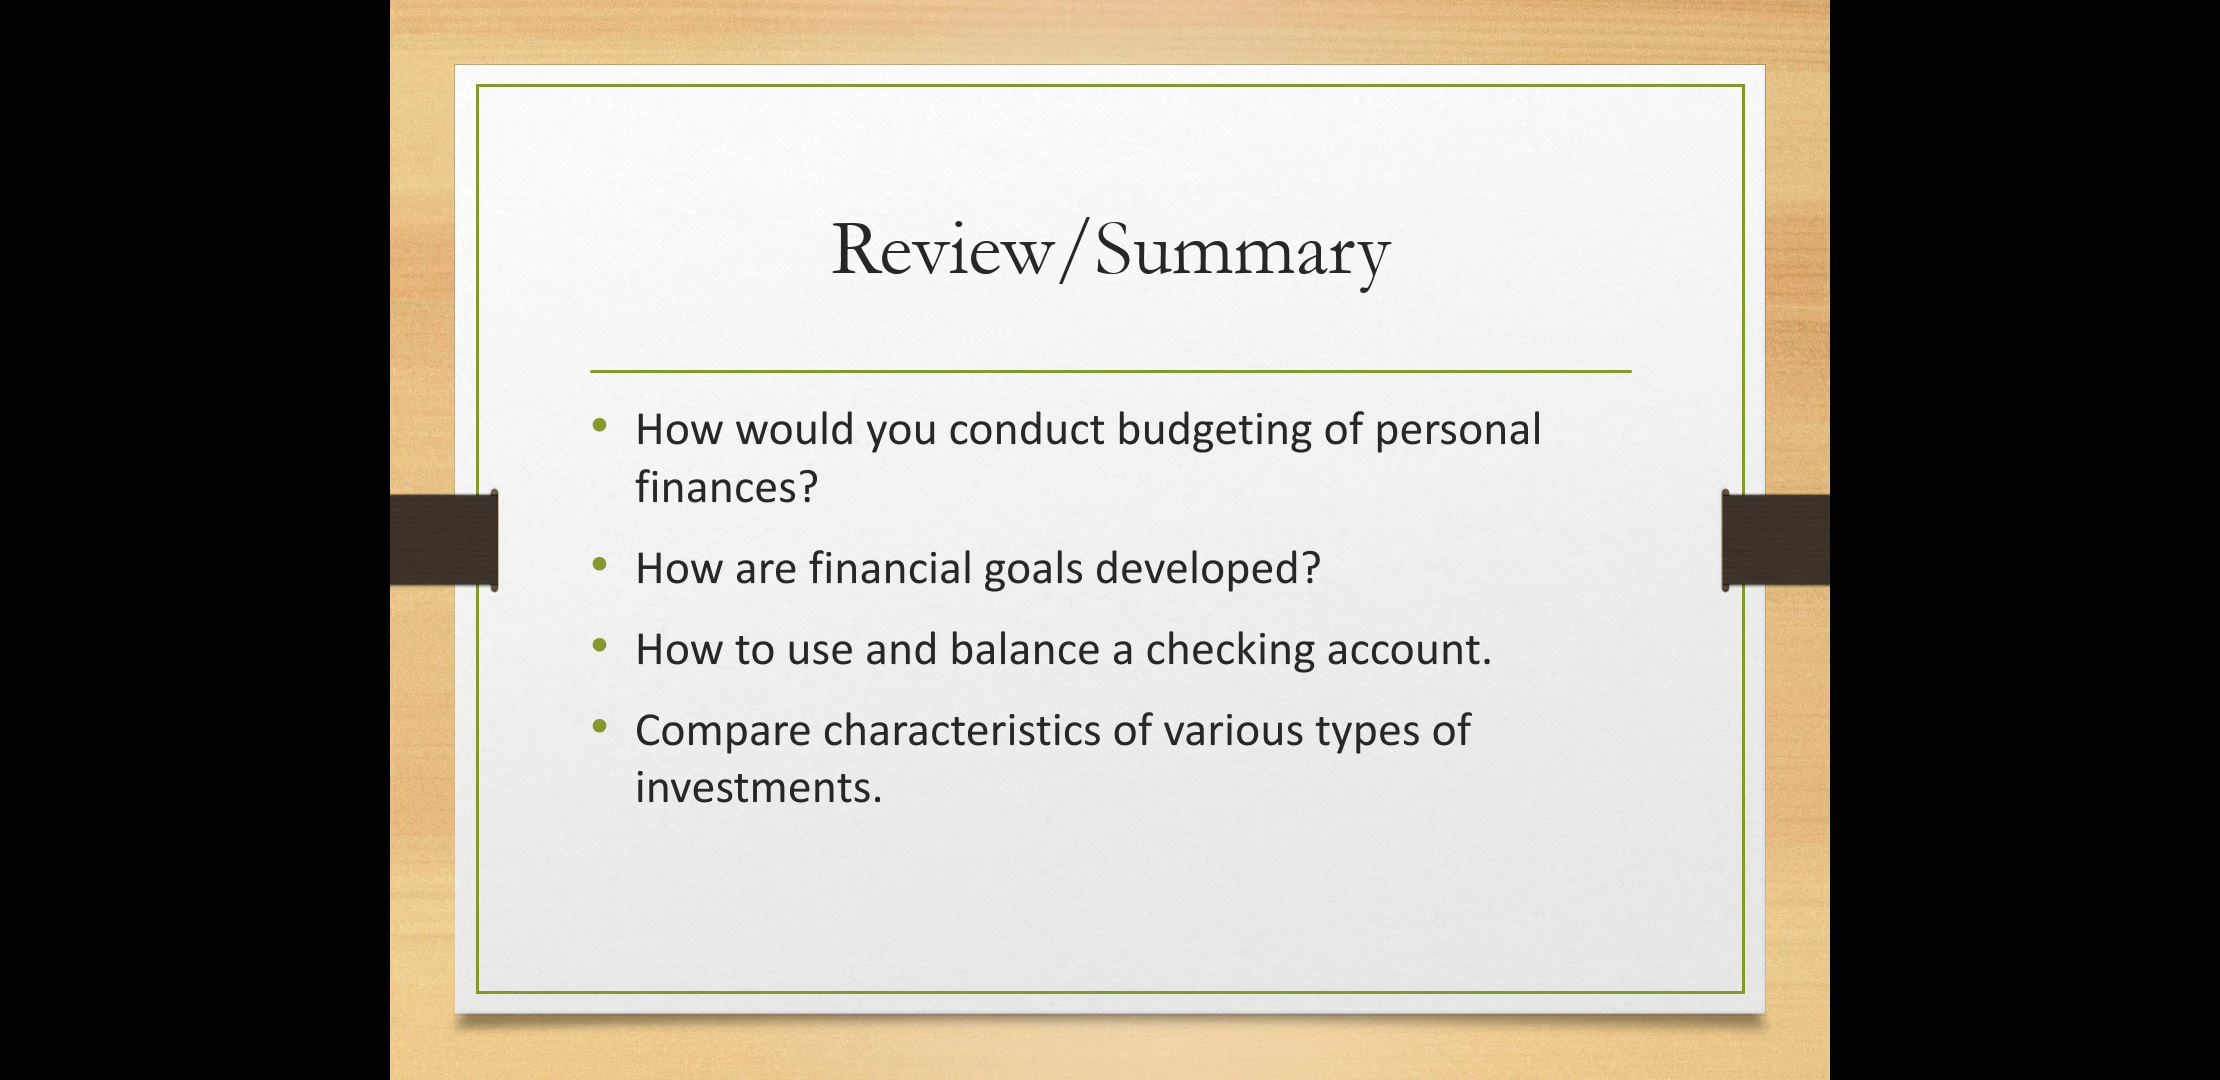 Review/Summary
• How would you conduct budgeting of personal
finances?
• How are financial goals developed?
• How to use and balance a checking account.
• Compare characteristics of various types of
investments.